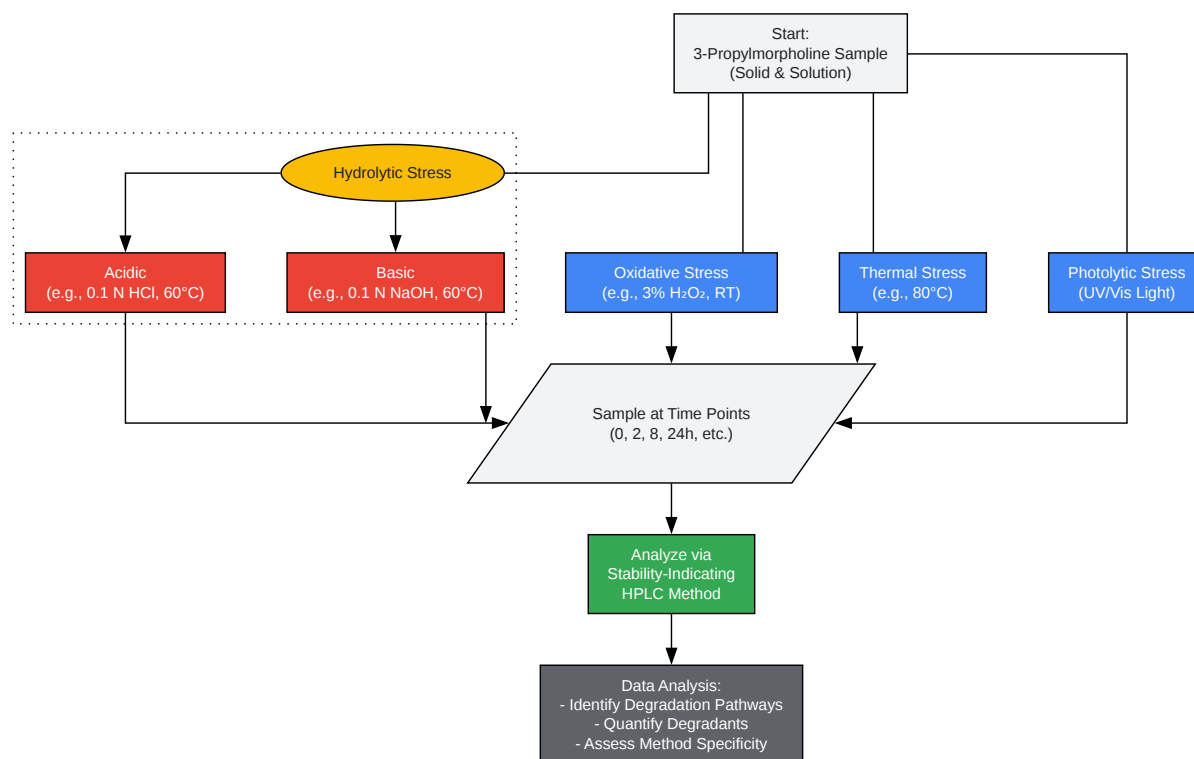 Start:
3-Propylmorpholine Sample
(Solid & Solution)
Hydrolytic Stress
Acidic
(e.g., 0.1 N HCl, 60°C)
Basic
(e.g., 0.1 N NaOH, 60°C)
Oxidative Stress
(e.g., 3% H₂O₂, RT)
Thermal Stress
(e.g., 80°C)
Photolytic Stress
(UV/Vis Light)
Sample at Time Points
(0, 2, 8, 24h, etc.)
Analyze via
Stability-Indicating
HPLC Method
Data Analysis:
- Identify Degradation Pathways
- Quantify Degradants
- Assess Method Specificity